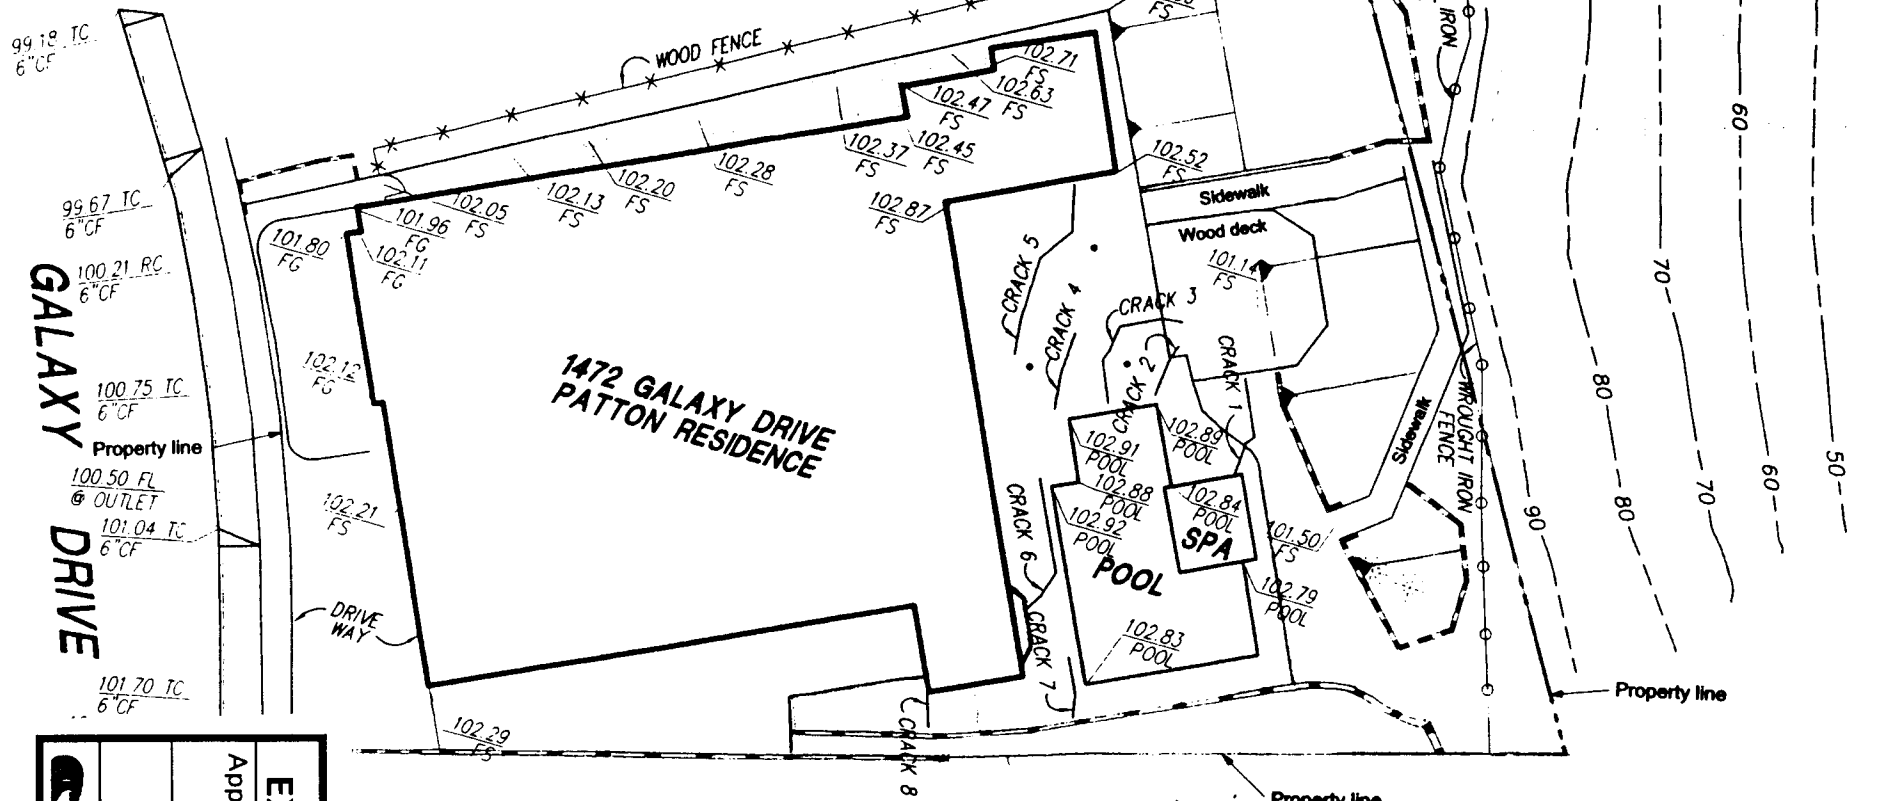 99.18 TC
6"CF
WOOD FENCE
FS
IRON
102.71
FS
102.63
FS
102.47
FS
102.45
FS
102.37
FS
102.28
FS
102.20
FS
102.13
FS
102.05
FS
101.96
FG
102.11
FG
101.80
FG
102.87
FS
102.52
FS
60
99.67 TC
6"CF
100.21 RC
6"CF
GALAXY DRIVE
Sidewalk
Wood deck
101.14
FS
CRACK 5
CRACK 4
CRACK 3
CRACK 2
CRACK 1
70
102.12
FG
100.75 TC
6"CF
Property line
100.50 FL
@ OUTLET
101.04 TC
6"CF
1472 GALAXY DRIVE
PATTON RESIDENCE
102.21
FS
102.91
POOL
102.89
POOL
102.88
POOL
102.84
POOL
102.92
POOL
SPA
POOL
101.50
FS
102.79
POOL
102.83
POOL
Sidewalk
WROUGHT IRON
FENCE
80
90
80
70
60
50
CRACK 6
CRACK 7
CRACK 8
DRIVE
WAY
101.70 TC
6"CF
102.29
FS
Property line
Property line
App